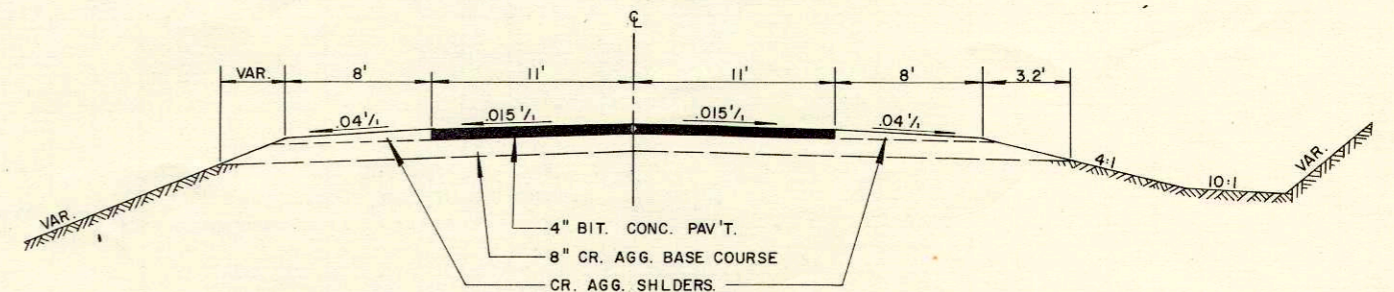 ℄
VAR. 8' 11' 11' 8' 3.2'
.04'/1 .015'/1 .015'/1 .04'/1
4:1
10:1
VAR.
VAR.
4" BIT. CONC. PAV'T.
8" CR. AGG. BASE COURSE
CR. AGG. SHLDERS.